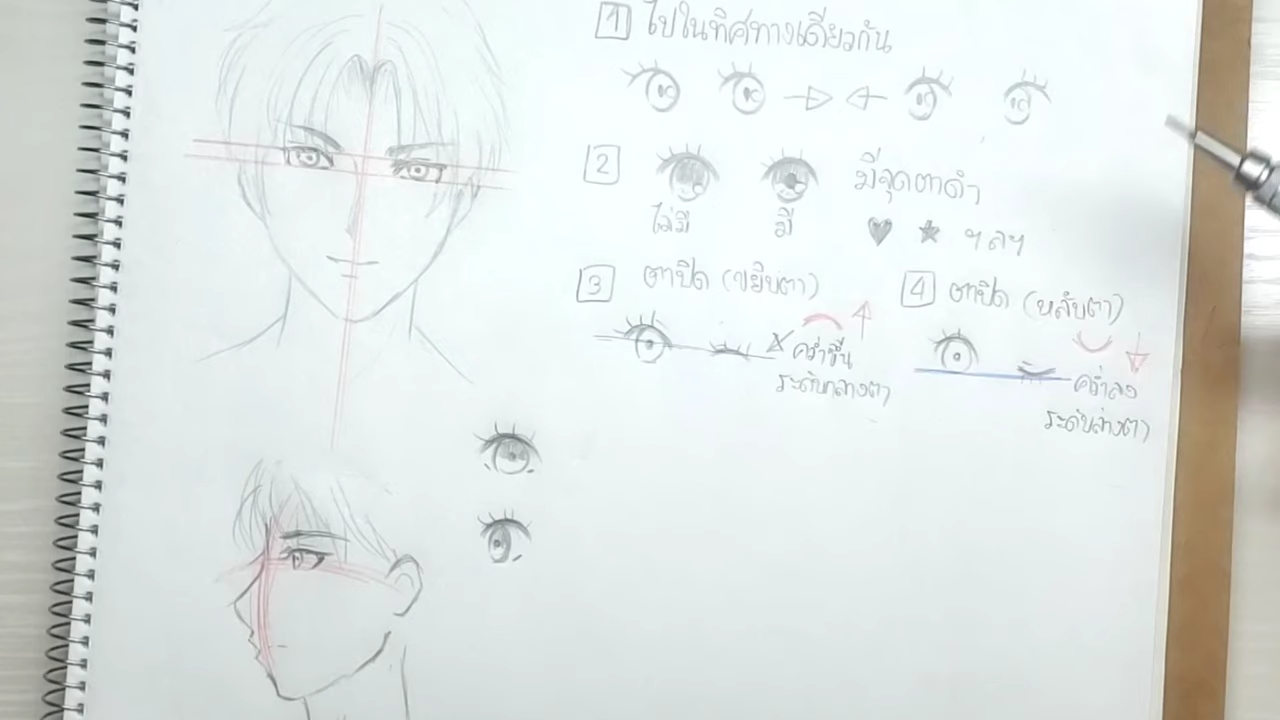 1 ไปในทิศทางเดียวกัน
2 มีจุดตาดำ
ไม่มี มี ฯลฯ
3 ตาปิด (ขยิบตา)
คว่ำขึ้น
ระดับกลางตา
4 ตาปิด (หลับตา)
คว่ำลง
ระดับล่างตา